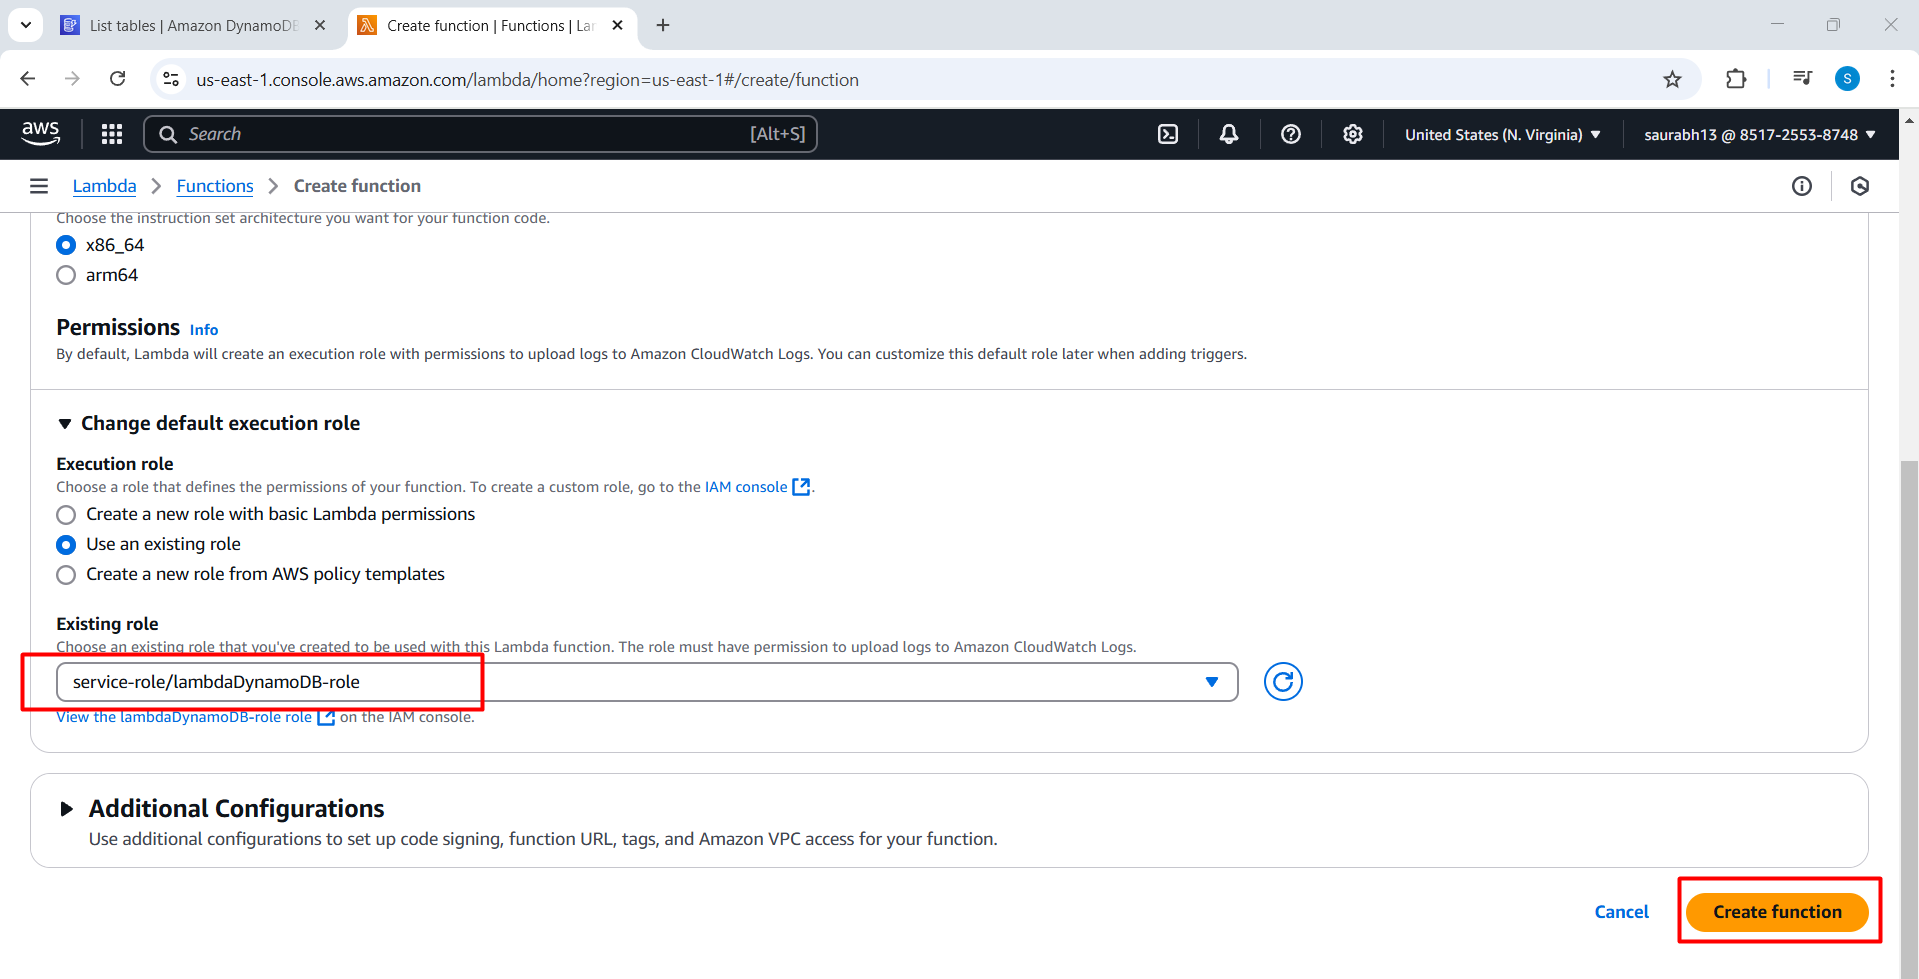 List tables | Amazon DynamoDB
Create function | Functions | La
us-east-1.console.aws.amazon.com/lambda/home?region=us-east-1#/create/function
S
aws
Search
[Alt+S]
United States (N. Virginia)
saurabh13 @ 8517-2553-8748
Lambda
Functions
Create function
Choose the instruction set architecture you want for your function code.
x86_64
arm64
Permissions Info
By default, Lambda will create an execution role with permissions to upload logs to Amazon CloudWatch Logs. You can customize this default role later when adding triggers.
Change default execution role
Execution role
Choose a role that defines the permissions of your function. To create a custom role, go to the IAM console.
Create a new role with basic Lambda permissions
Use an existing role
Create a new role from AWS policy templates
Existing role
Choose an existing role that you've created to be used with this Lambda function. The role must have permission to upload logs to Amazon CloudWatch Logs.
service-role/lambdaDynamoDB-role
View the lambdaDynamoDB-role role on the IAM console.
Additional Configurations
Use additional configurations to set up code signing, function URL, tags, and Amazon VPC access for your function.
Cancel
Create function